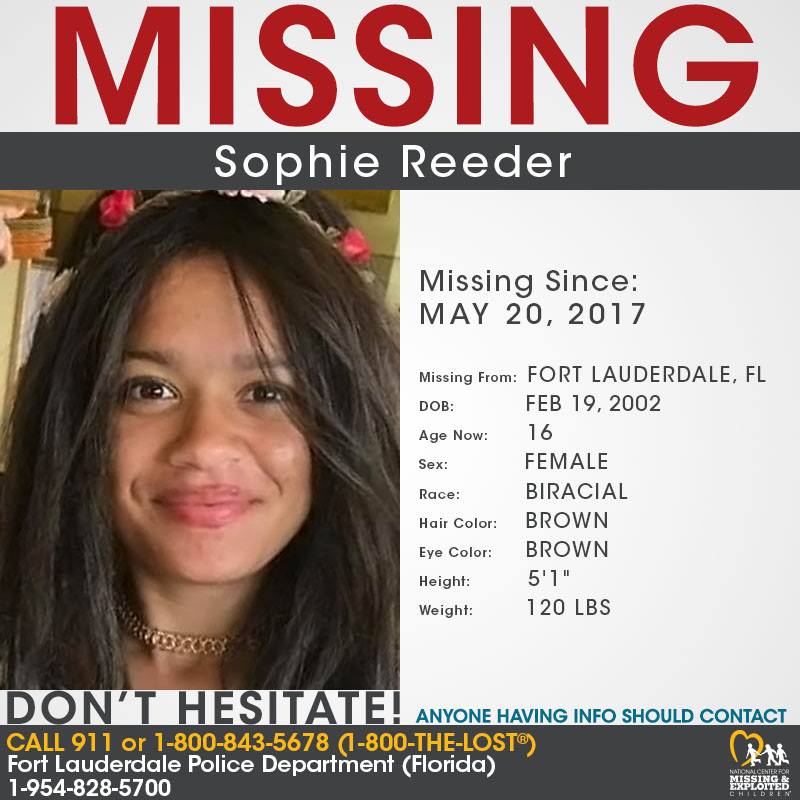 MISSING
Sophie Reeder
Missing Since:
MAY 20, 2017
Missing From: FORT LAUDERDALE, FL
DOB: FEB 19, 2002
Age Now: 16
Sex: FEMALE
Race: BIRACIAL
Hair Color: BROWN
Eye Color: BROWN
Height: 5'1"
Weight: 120 LBS
DON'T HESITATE! ANYONE HAVING INFO SHOULD CONTACT
CALL 911 or 1-800-843-5678 (1-800-THE-LOST®)
Fort Lauderdale Police Department (Florida)
1-954-828-5700
NATIONAL CENTER FOR
MISSING &
EXPLOITED
CHILDREN